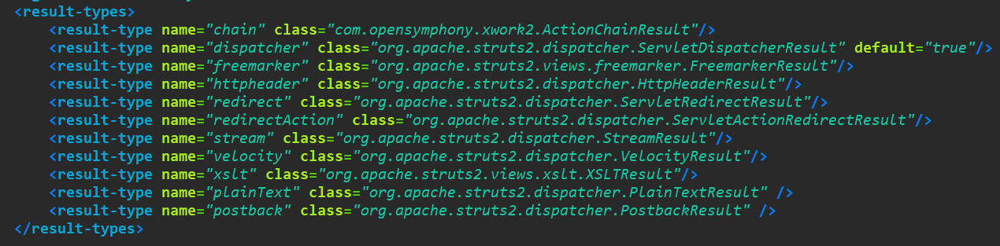 <result-types>
<result-type name="chain" class="com.opensymphony.xwork2.ActionChainResult"/>
<result-type name="dispatcher" class="org.apache.struts2.dispatcher.ServletDispatcherResult" default="true"/>
<result-type name="freemarker" class="org.apache.struts2.views.freemarker.FreemarkerResult"/>
<result-type name="httpheader" class="org.apache.struts2.dispatcher.HttpHeaderResult"/>
<result-type name="redirect" class="org.apache.struts2.dispatcher.ServletRedirectResult"/>
<result-type name="redirectAction" class="org.apache.struts2.dispatcher.ServletActionRedirectResult"/>
<result-type name="stream" class="org.apache.struts2.dispatcher.StreamResult"/>
<result-type name="velocity" class="org.apache.struts2.dispatcher.VelocityResult"/>
<result-type name="xslt" class="org.apache.struts2.views.xslt.XSLTResult"/>
<result-type name="plainText" class="org.apache.struts2.dispatcher.PlainTextResult" />
<result-type name="postback" class="org.apache.struts2.dispatcher.PostbackResult" />
</result-types>